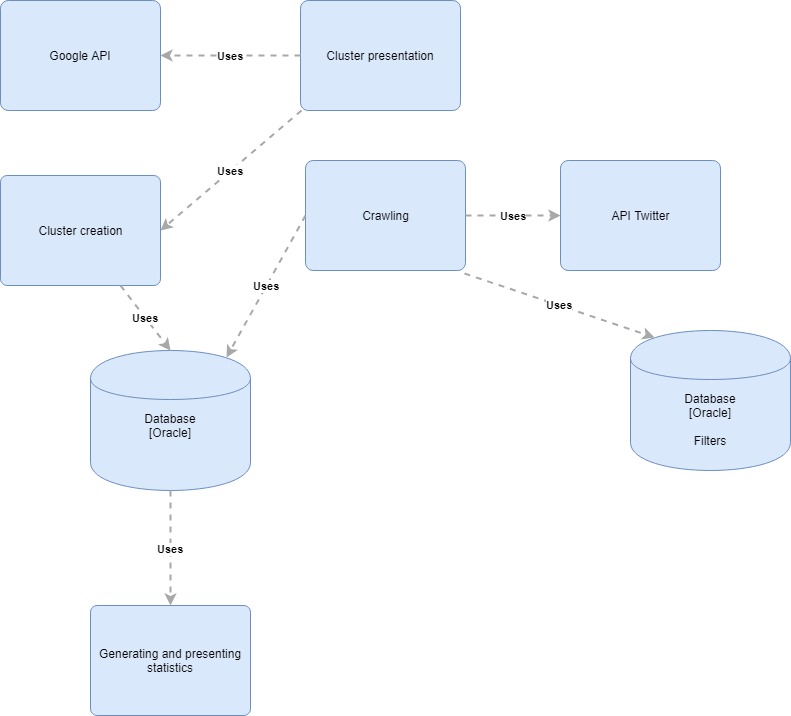 Google API
Uses
Cluster presentation
Uses
Cluster creation
Crawling
Uses
API Twitter
Uses
Uses
Uses
Database
[Oracle]
Database
[Oracle]
Filters
Uses
Generating and presenting
statistics